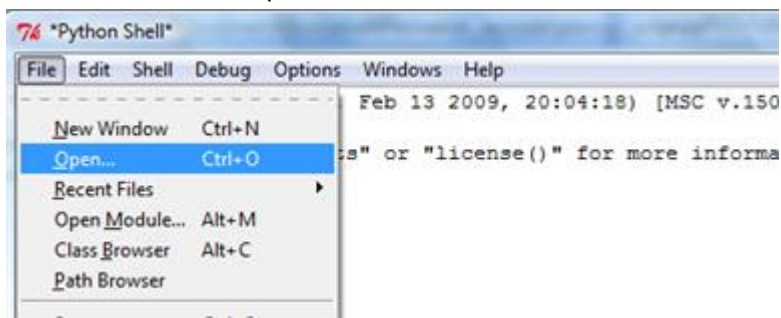 *Python Shell*
File Edit Shell Debug Options Windows Help
Feb 13 2009, 20:04:18) [MSC v.150
New Window Ctrl+N
Open... Ctrl+O
s" or "license()" for more informa
Recent Files
Open Module... Alt+M
Class Browser Alt+C
Path Browser